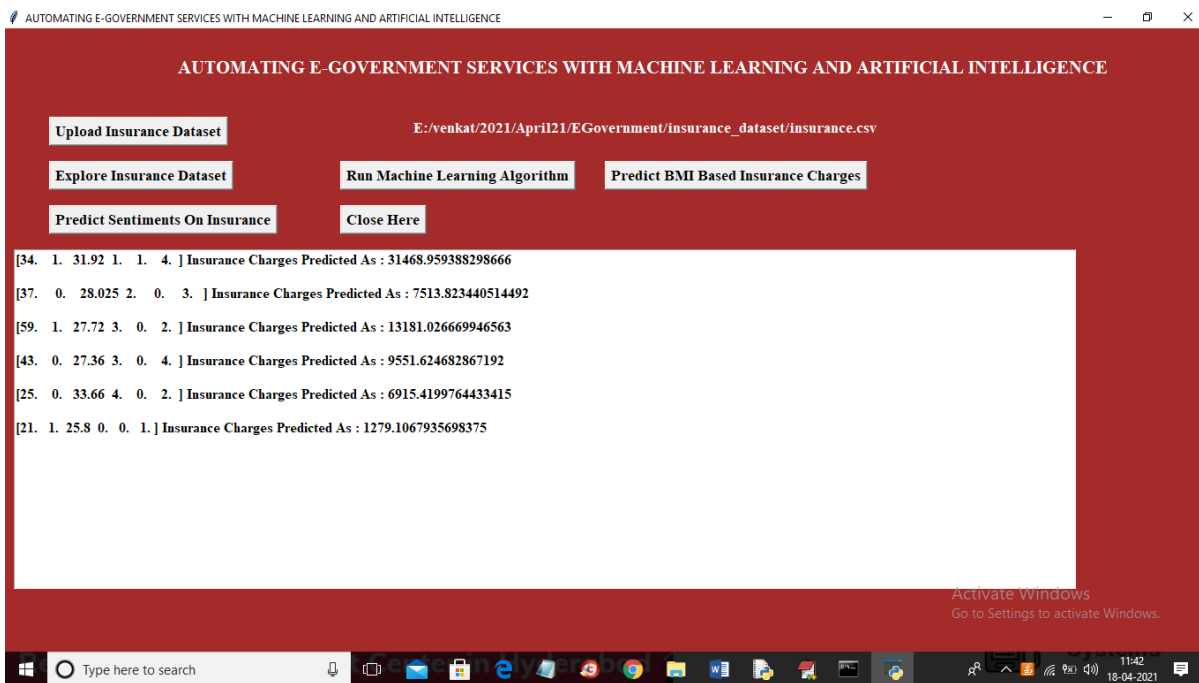 AUTOMATING E-GOVERNMENT SERVICES WITH MACHINE LEARNING AND ARTIFICIAL INTELLIGENCE
AUTOMATING E-GOVERNMENT SERVICES WITH MACHINE LEARNING AND ARTIFICIAL INTELLIGENCE
Upload Insurance Dataset
E:/venkat/2021/April21/EGovernment/insurance_dataset/insurance.csv
Explore Insurance Dataset
Run Machine Learning Algorithm
Predict BMI Based Insurance Charges
Predict Sentiments On Insurance
Close Here
[34. 1. 31.92 1. 1. 4. ] Insurance Charges Predicted As : 31468.959388298666
[37. 0. 28.025 2. 0. 3. ] Insurance Charges Predicted As : 7513.823440514492
[59. 1. 27.72 3. 0. 2. ] Insurance Charges Predicted As : 13181.026669946563
[43. 0. 27.36 3. 0. 4. ] Insurance Charges Predicted As : 9551.624682867192
[25. 0. 33.66 4. 0. 2. ] Insurance Charges Predicted As : 6915.4199764433415
[21. 1. 25.8 0. 0. 1. ] Insurance Charges Predicted As : 1279.1067935698375
Activate Windows
Go to Settings to activate Windows.
Type here to search
11:42
18-04-2021